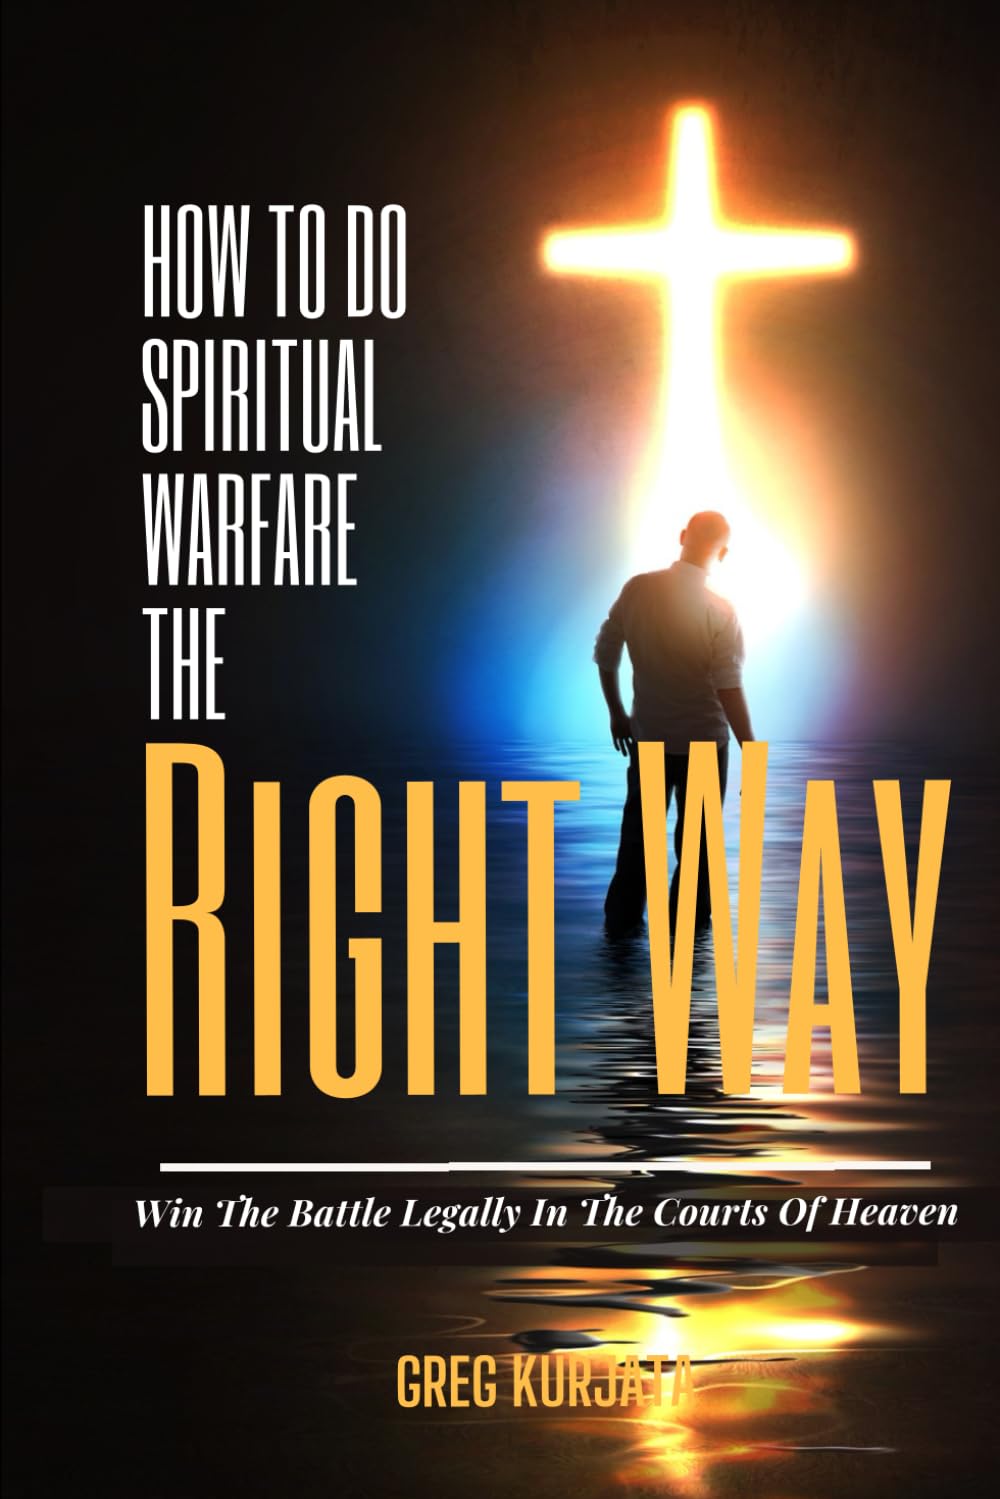 HOW TO DO
SPIRITUAL
WARFARE
THE
RIGHT WAY
Win The Battle Legally In The Courts Of Heaven
GREG KURJATA